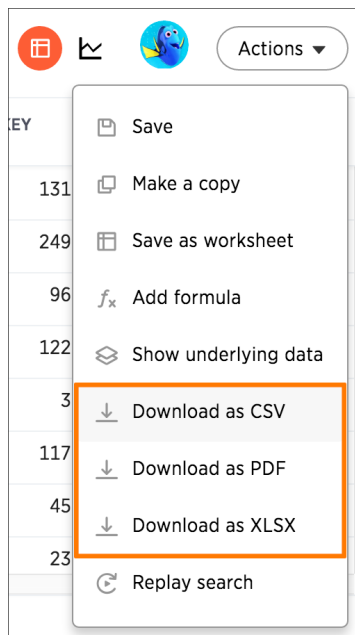 Actions
EY
Save
131
Make a copy
249
Save as worksheet
96
Add formula
122
Show underlying data
3
Download as CSV
117
Download as PDF
45
Download as XLSX
23
Replay search